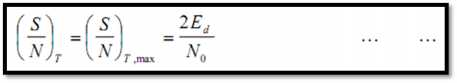 (S/N)_T = (S/N)_{T,max} = 2E_d/N_0 ... ...